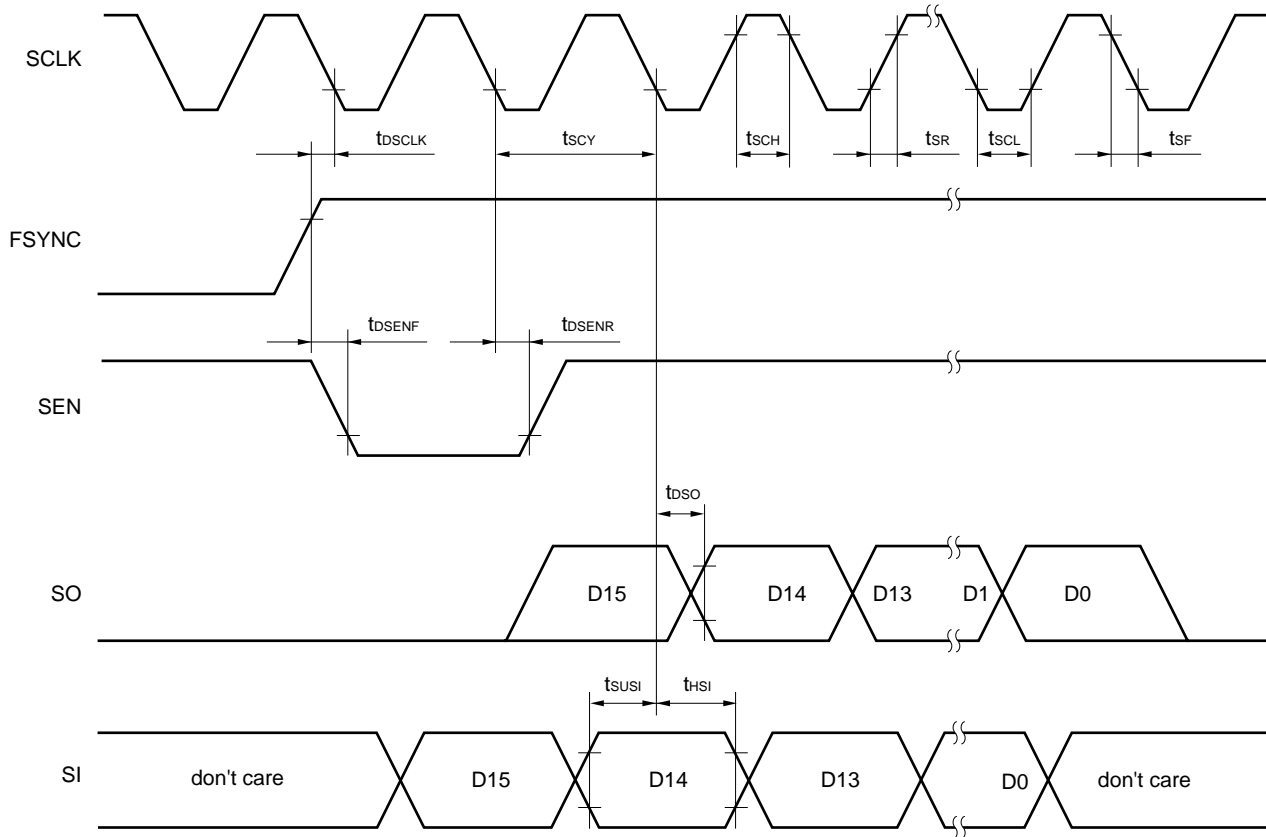 SCLK
tDSCLK
tSCY
tSCH
tSR
tSCL
tSF
FSYNC
tDSENF
tDSENR
SEN
tDSO
SO
D15
D14
D13
D1
D0
tSUSI
tHSI
SI
don't care
D15
D14
D13
D0
don't care